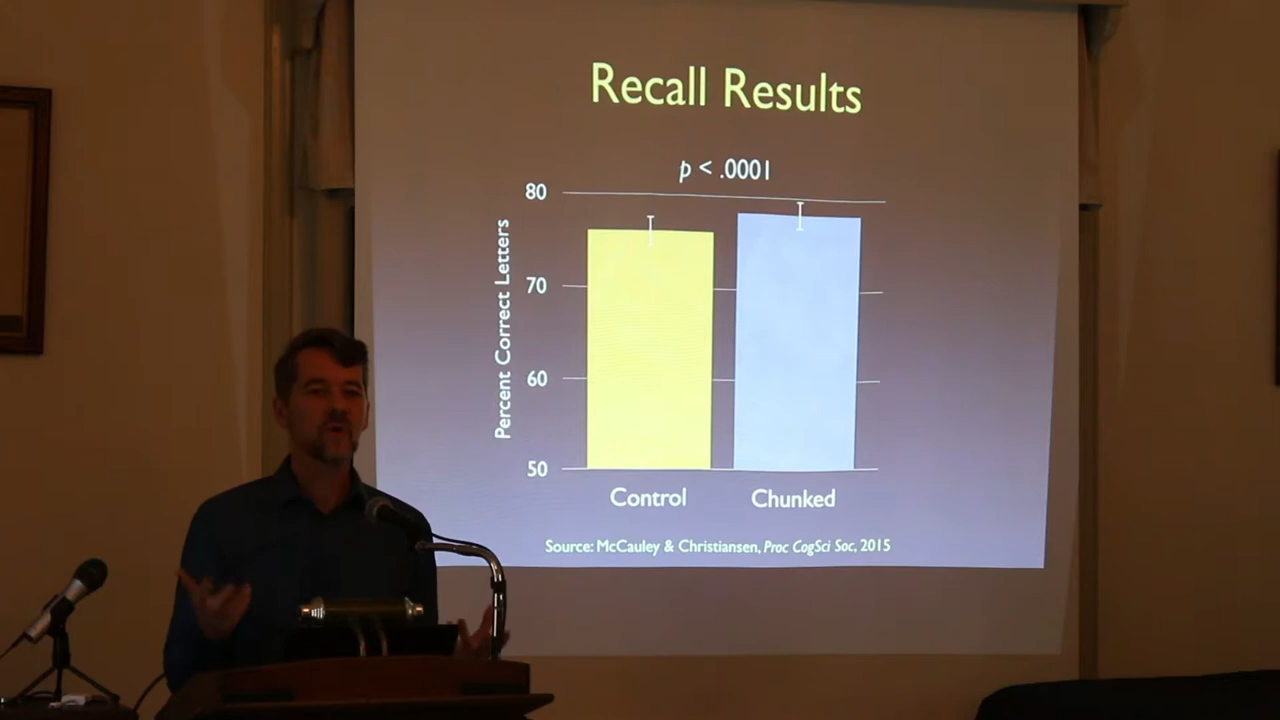 Recall Results
p < .0001
80
70
60
50
Percent Correct Letters
Control
Chunked
Source: McCauley & Christiansen, Proc CogSci Soc, 2015